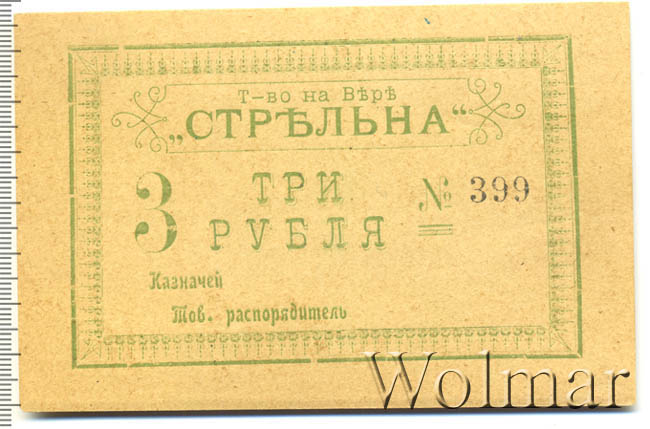 Т-во на Вѣрѣ
„СТРѢЛЬНА“
3 ТРИ РУБЛЯ
№ 399
Казначей
Тов. распорядитель
Wolmar